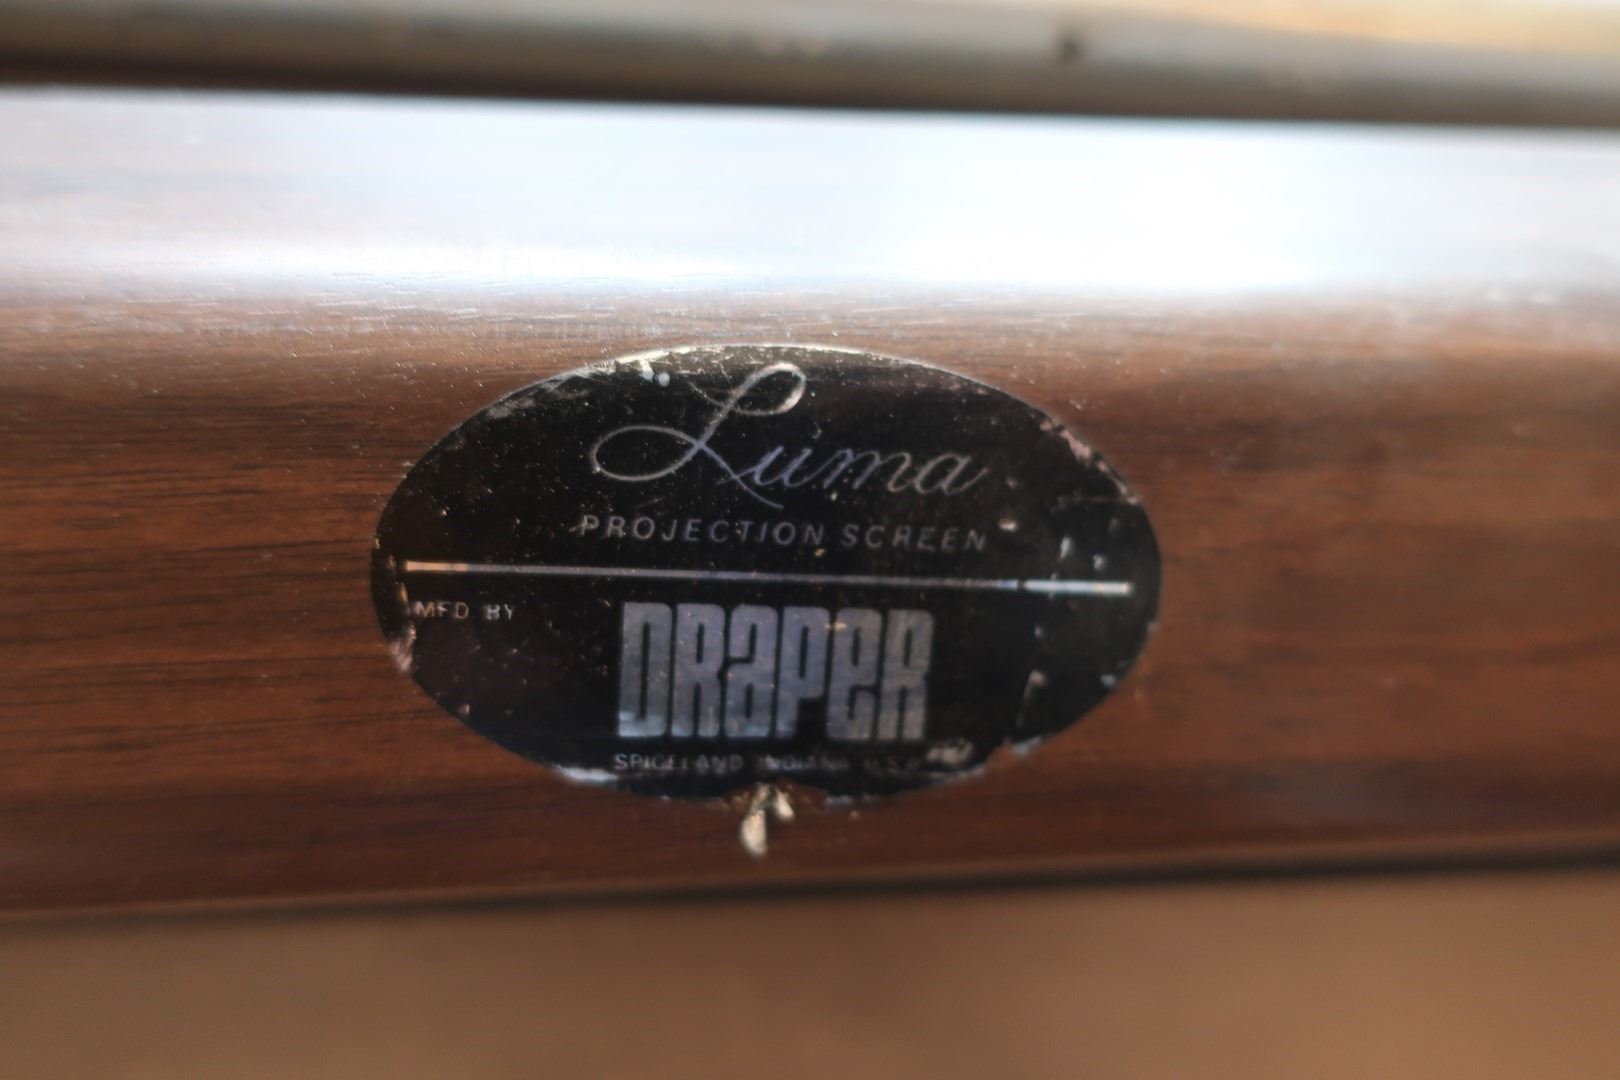 Luma
PROJECTION SCREEN
MFD BY
DRAPER
SPICELAND INDIANA U.S.A.